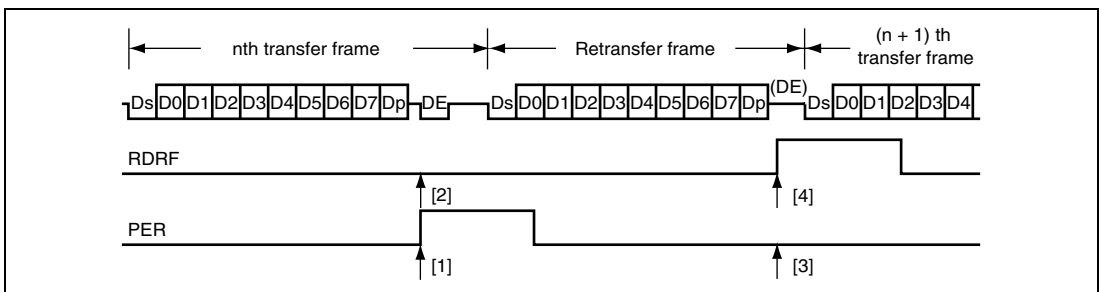 nth transfer frame Retransfer frame (n + 1) th
transfer frame
Ds D0 D1 D2 D3 D4 D5 D6 D7 Dp DE Ds D0 D1 D2 D3 D4 D5 D6 D7 Dp (DE) Ds D0 D1 D2 D3 D4
RDRF
[2] [4]
PER
[1] [3]